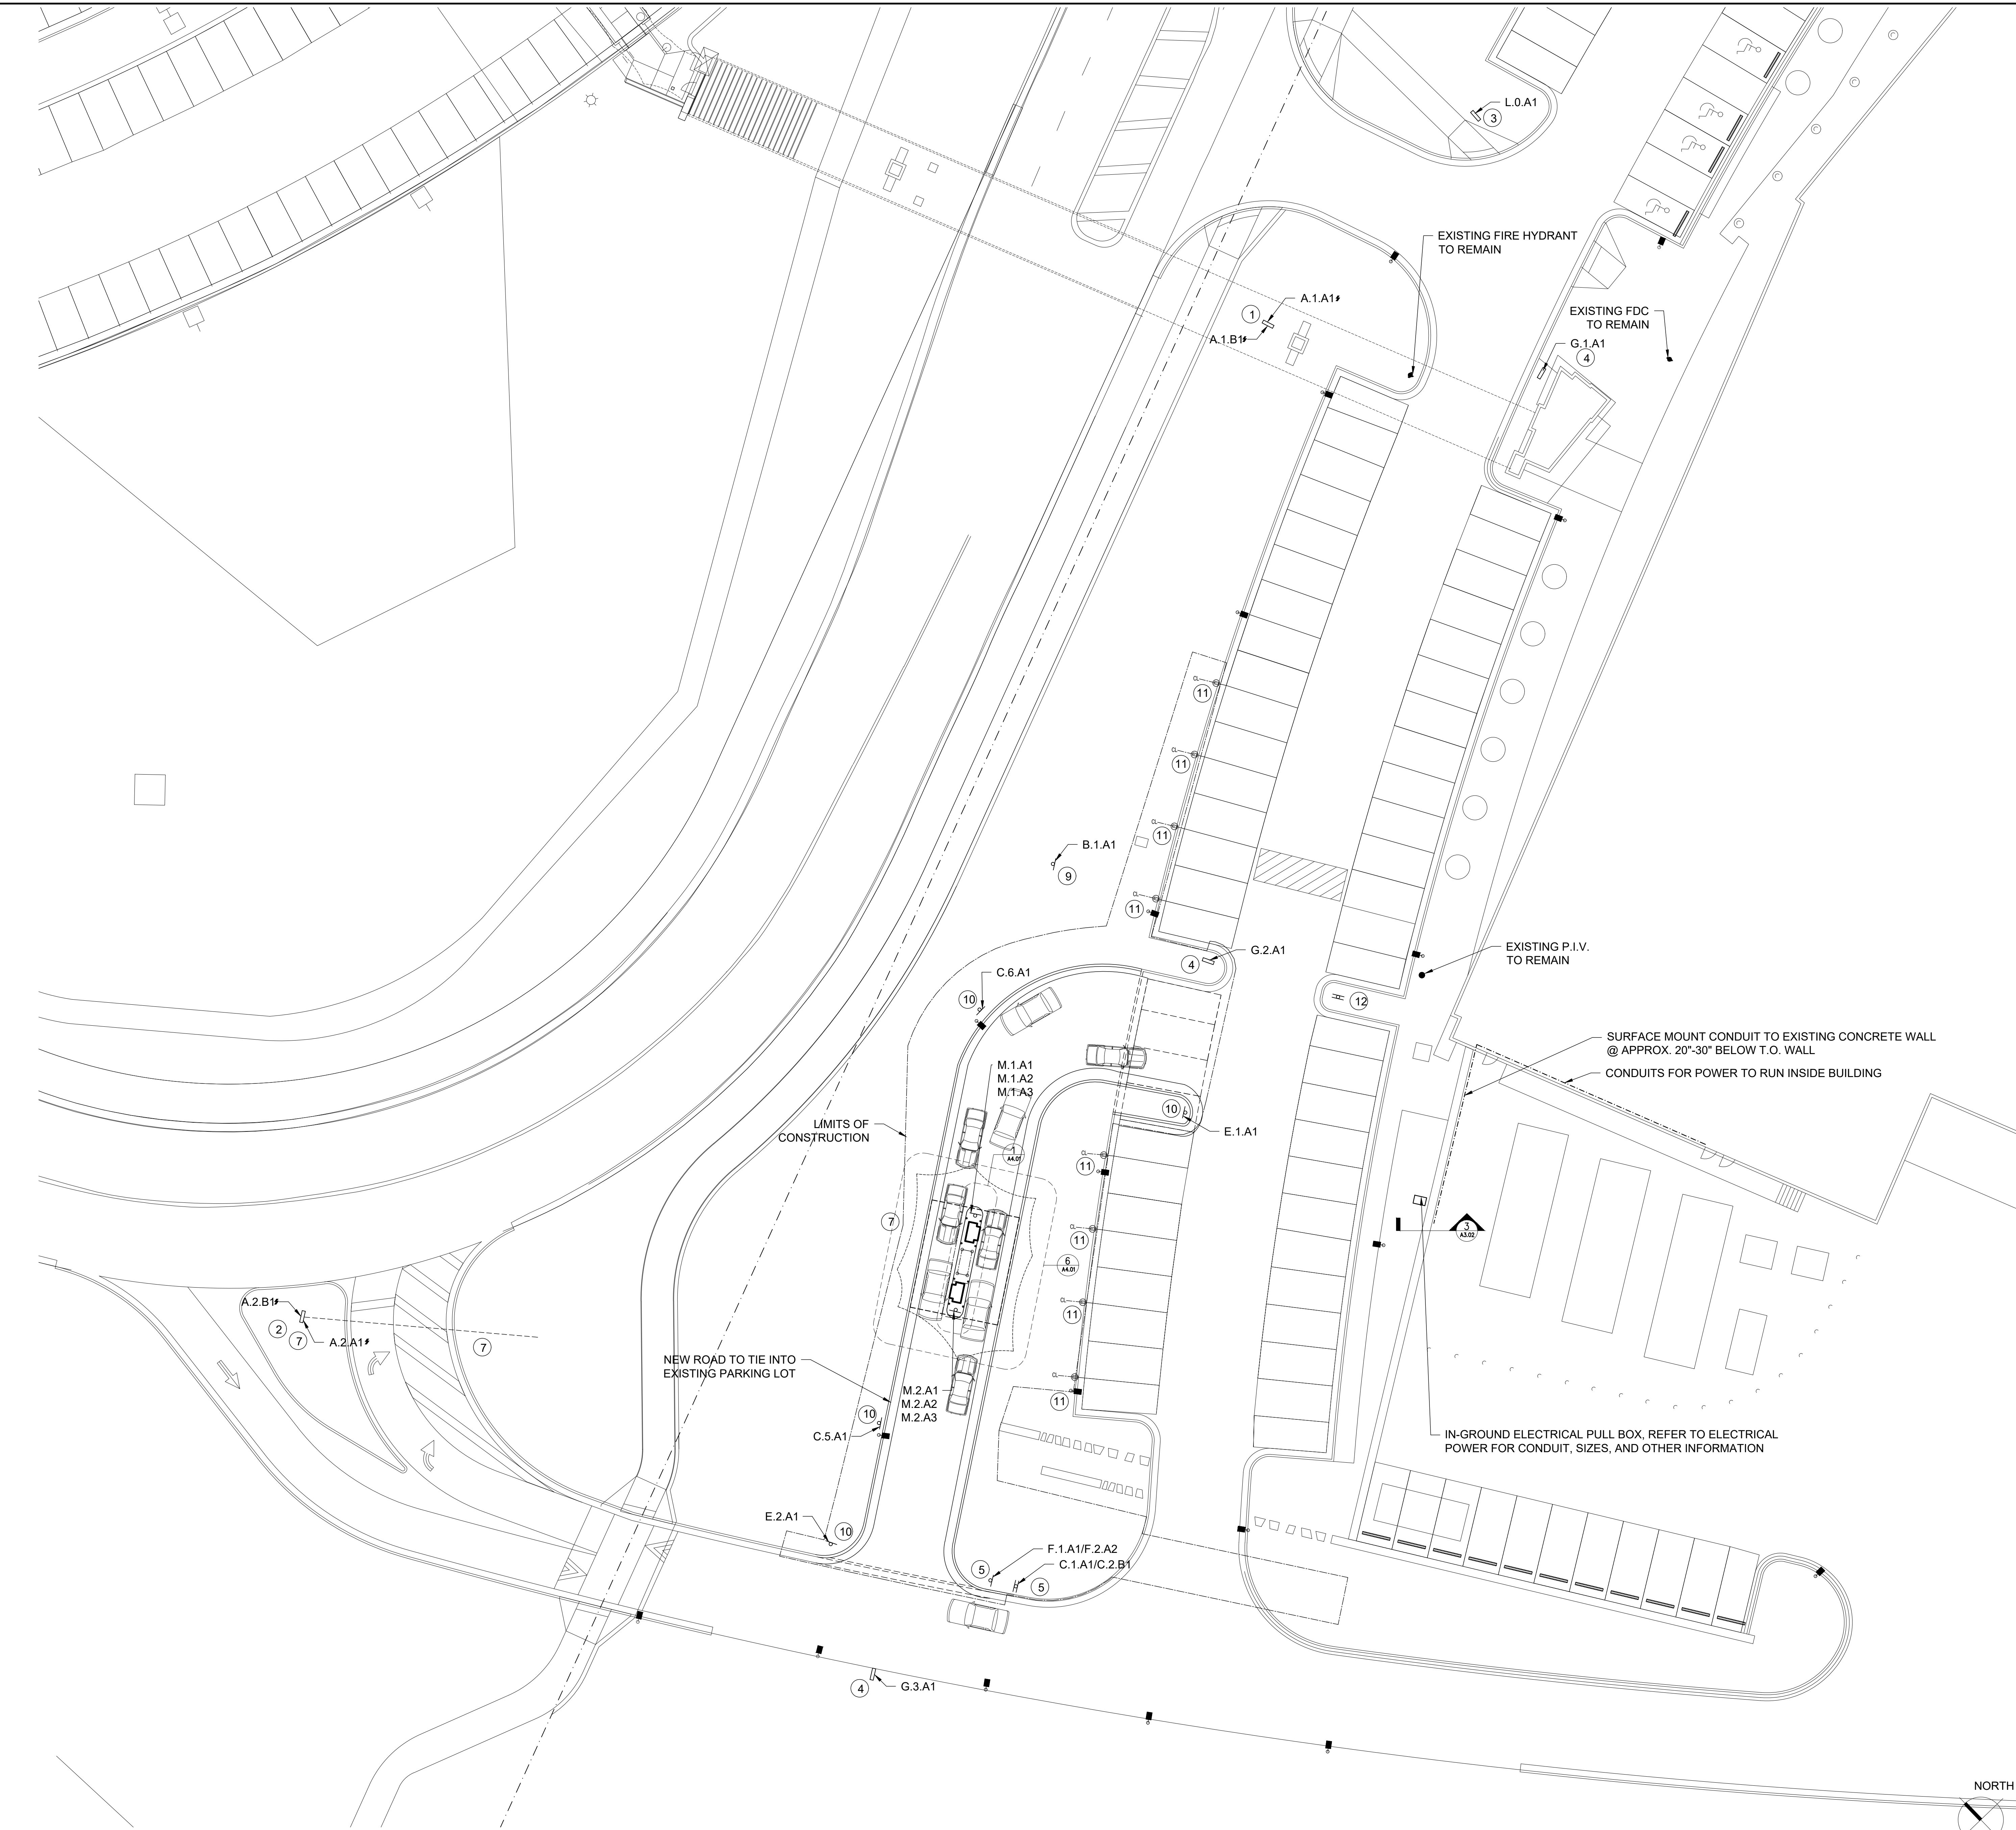 L.0.A1
3
EXISTING FIRE HYDRANT
TO REMAIN
A.1.A1
1
A.1.B1
EXISTING FDC
TO REMAIN
G.1.A1
4
11
11
11
B.1.A1
9
11
G.2.A1
4
EXISTING P.I.V.
TO REMAIN
C.6.A1
10
12
SURFACE MOUNT CONDUIT TO EXISTING CONCRETE WALL
@ APPROX. 20"-30" BELOW T.O. WALL
CONDUITS FOR POWER TO RUN INSIDE BUILDING
M.1.A1
M.1.A2
M.1.A3
10
E.1.A1
LIMITS OF
CONSTRUCTION
1
A4.01
11
7
3
A3.02
11
6
A4.01
11
A.2.B1
2
7
A.2.A1
7
NEW ROAD TO TIE INTO
EXISTING PARKING LOT
M.2.A1
M.2.A2
M.2.A3
11
10
C.5.A1
IN-GROUND ELECTRICAL PULL BOX, REFER TO ELECTRICAL
POWER FOR CONDUIT, SIZES, AND OTHER INFORMATION
E.2.A1
10
F.1.A1/F.2.A2
C.1.A1/C.2.B1
5
5
4
G.3.A1
NORTH